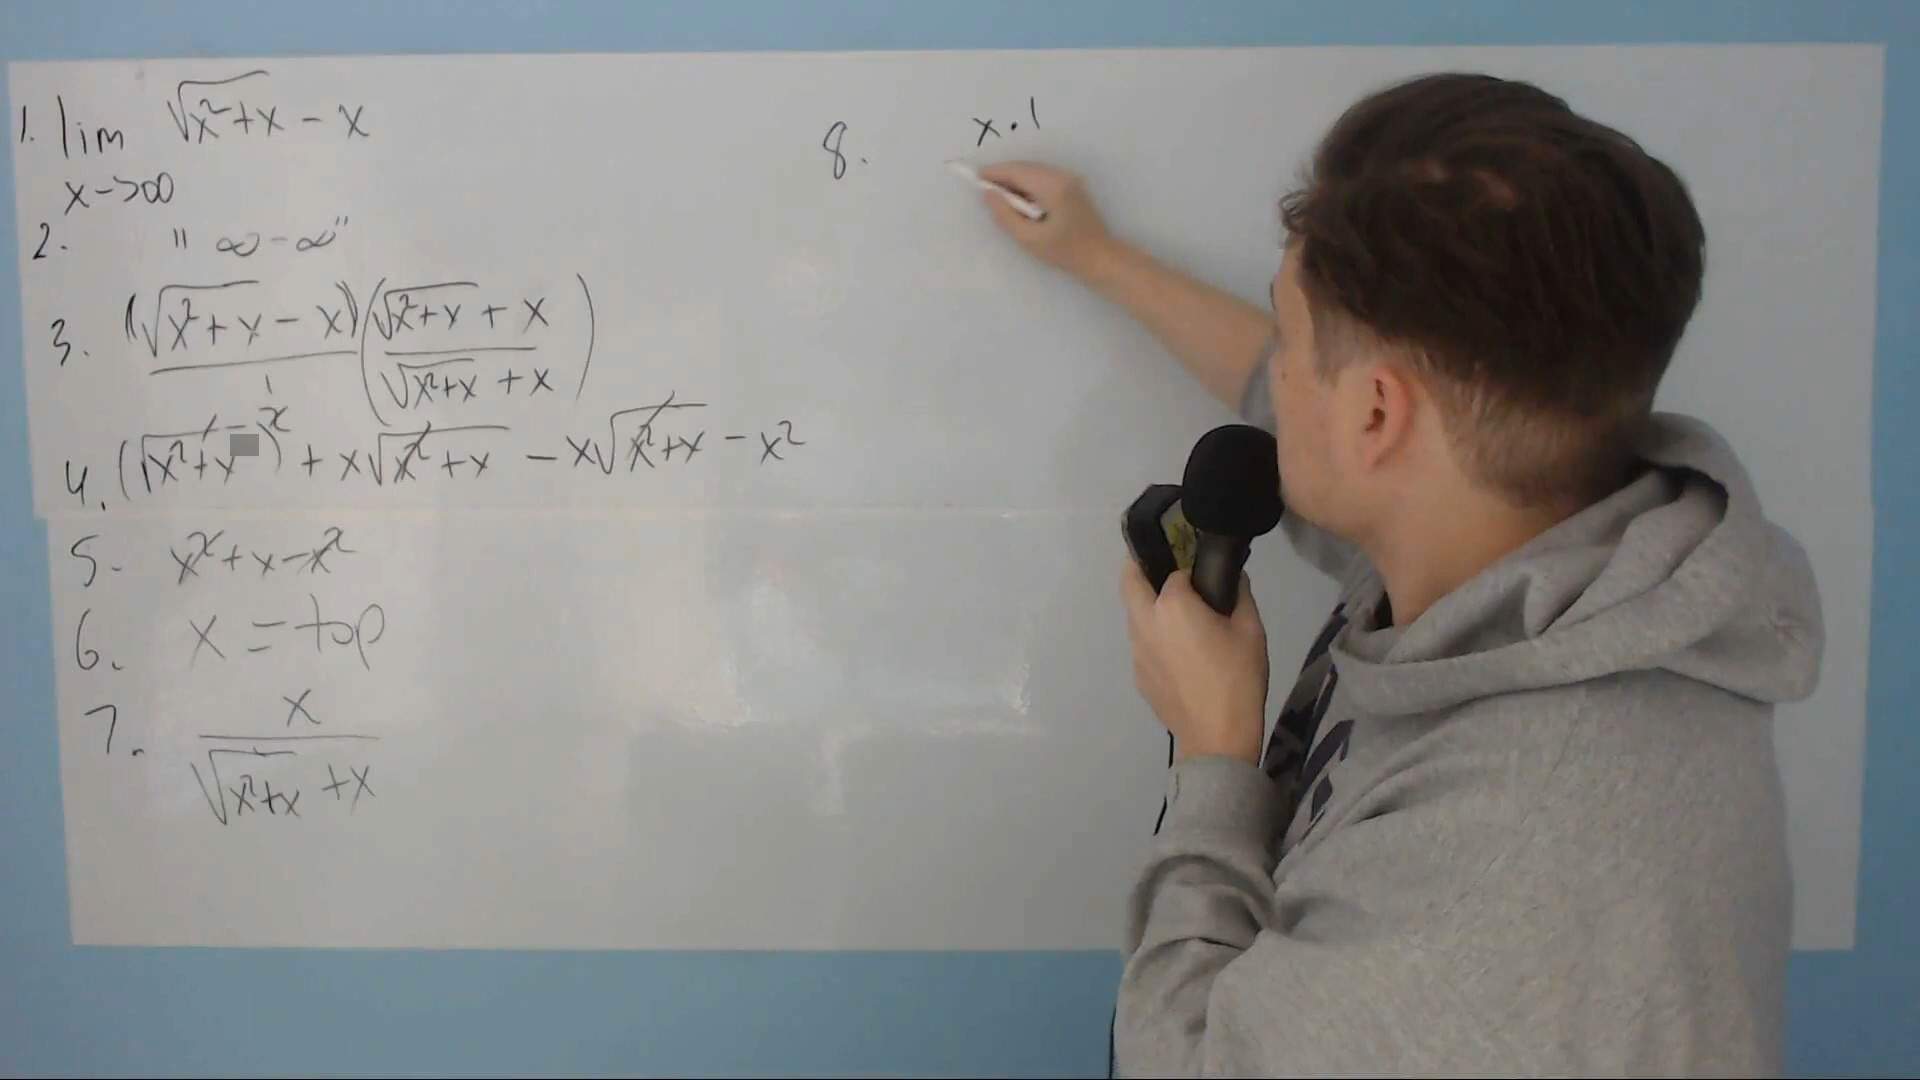 1. lim √(x²+x) - x
x->∞
2. "∞-∞"
3. (√(x²+x) - x)/1 ((√(x²+x) + x)/(√(x²+x) + x))
4. (√(x²+x))² + x√(x²+x) - x√(x²+x) - x²
5. x²+x-x²
6. x = top
7. x/(√(x²+x) + x)
8. x·1